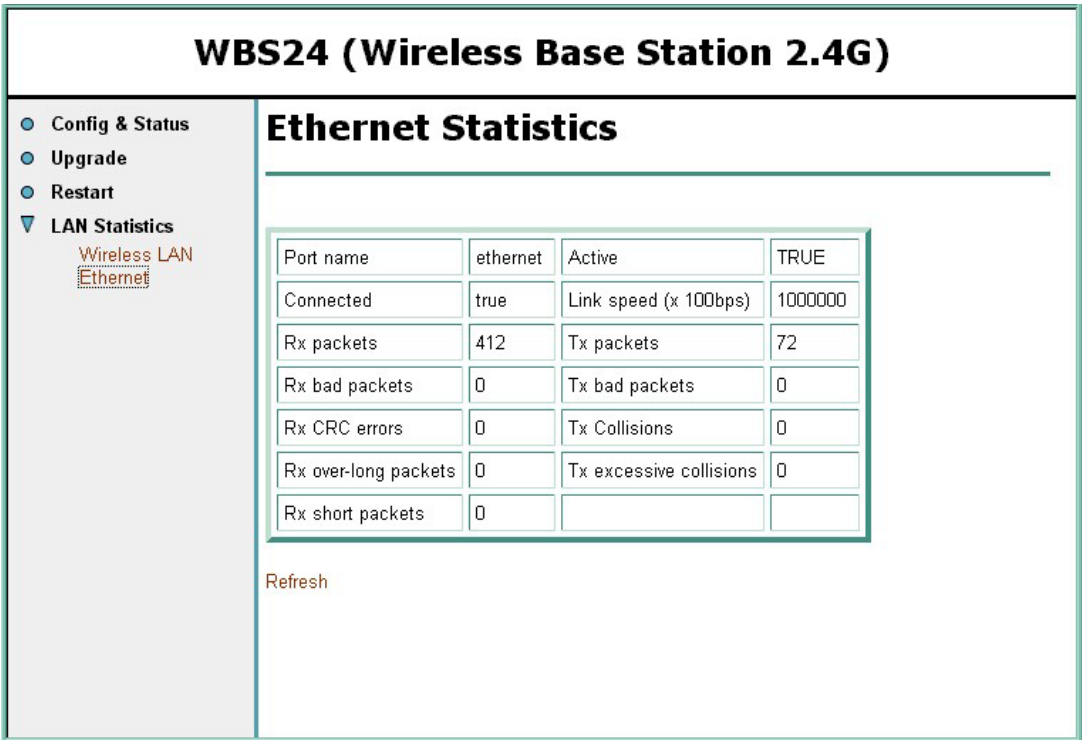 WBS24 (Wireless Base Station 2.4G)
Config & Status
Upgrade
Restart
LAN Statistics
Wireless LAN
Ethernet
Ethernet Statistics
Port name ethernet Active TRUE
Connected true Link speed (x 100bps) 1000000
Rx packets 412 Tx packets 72
Rx bad packets 0 Tx bad packets 0
Rx CRC errors 0 Tx Collisions 0
Rx over-long packets 0 Tx excessive collisions 0
Rx short packets 0
Refresh